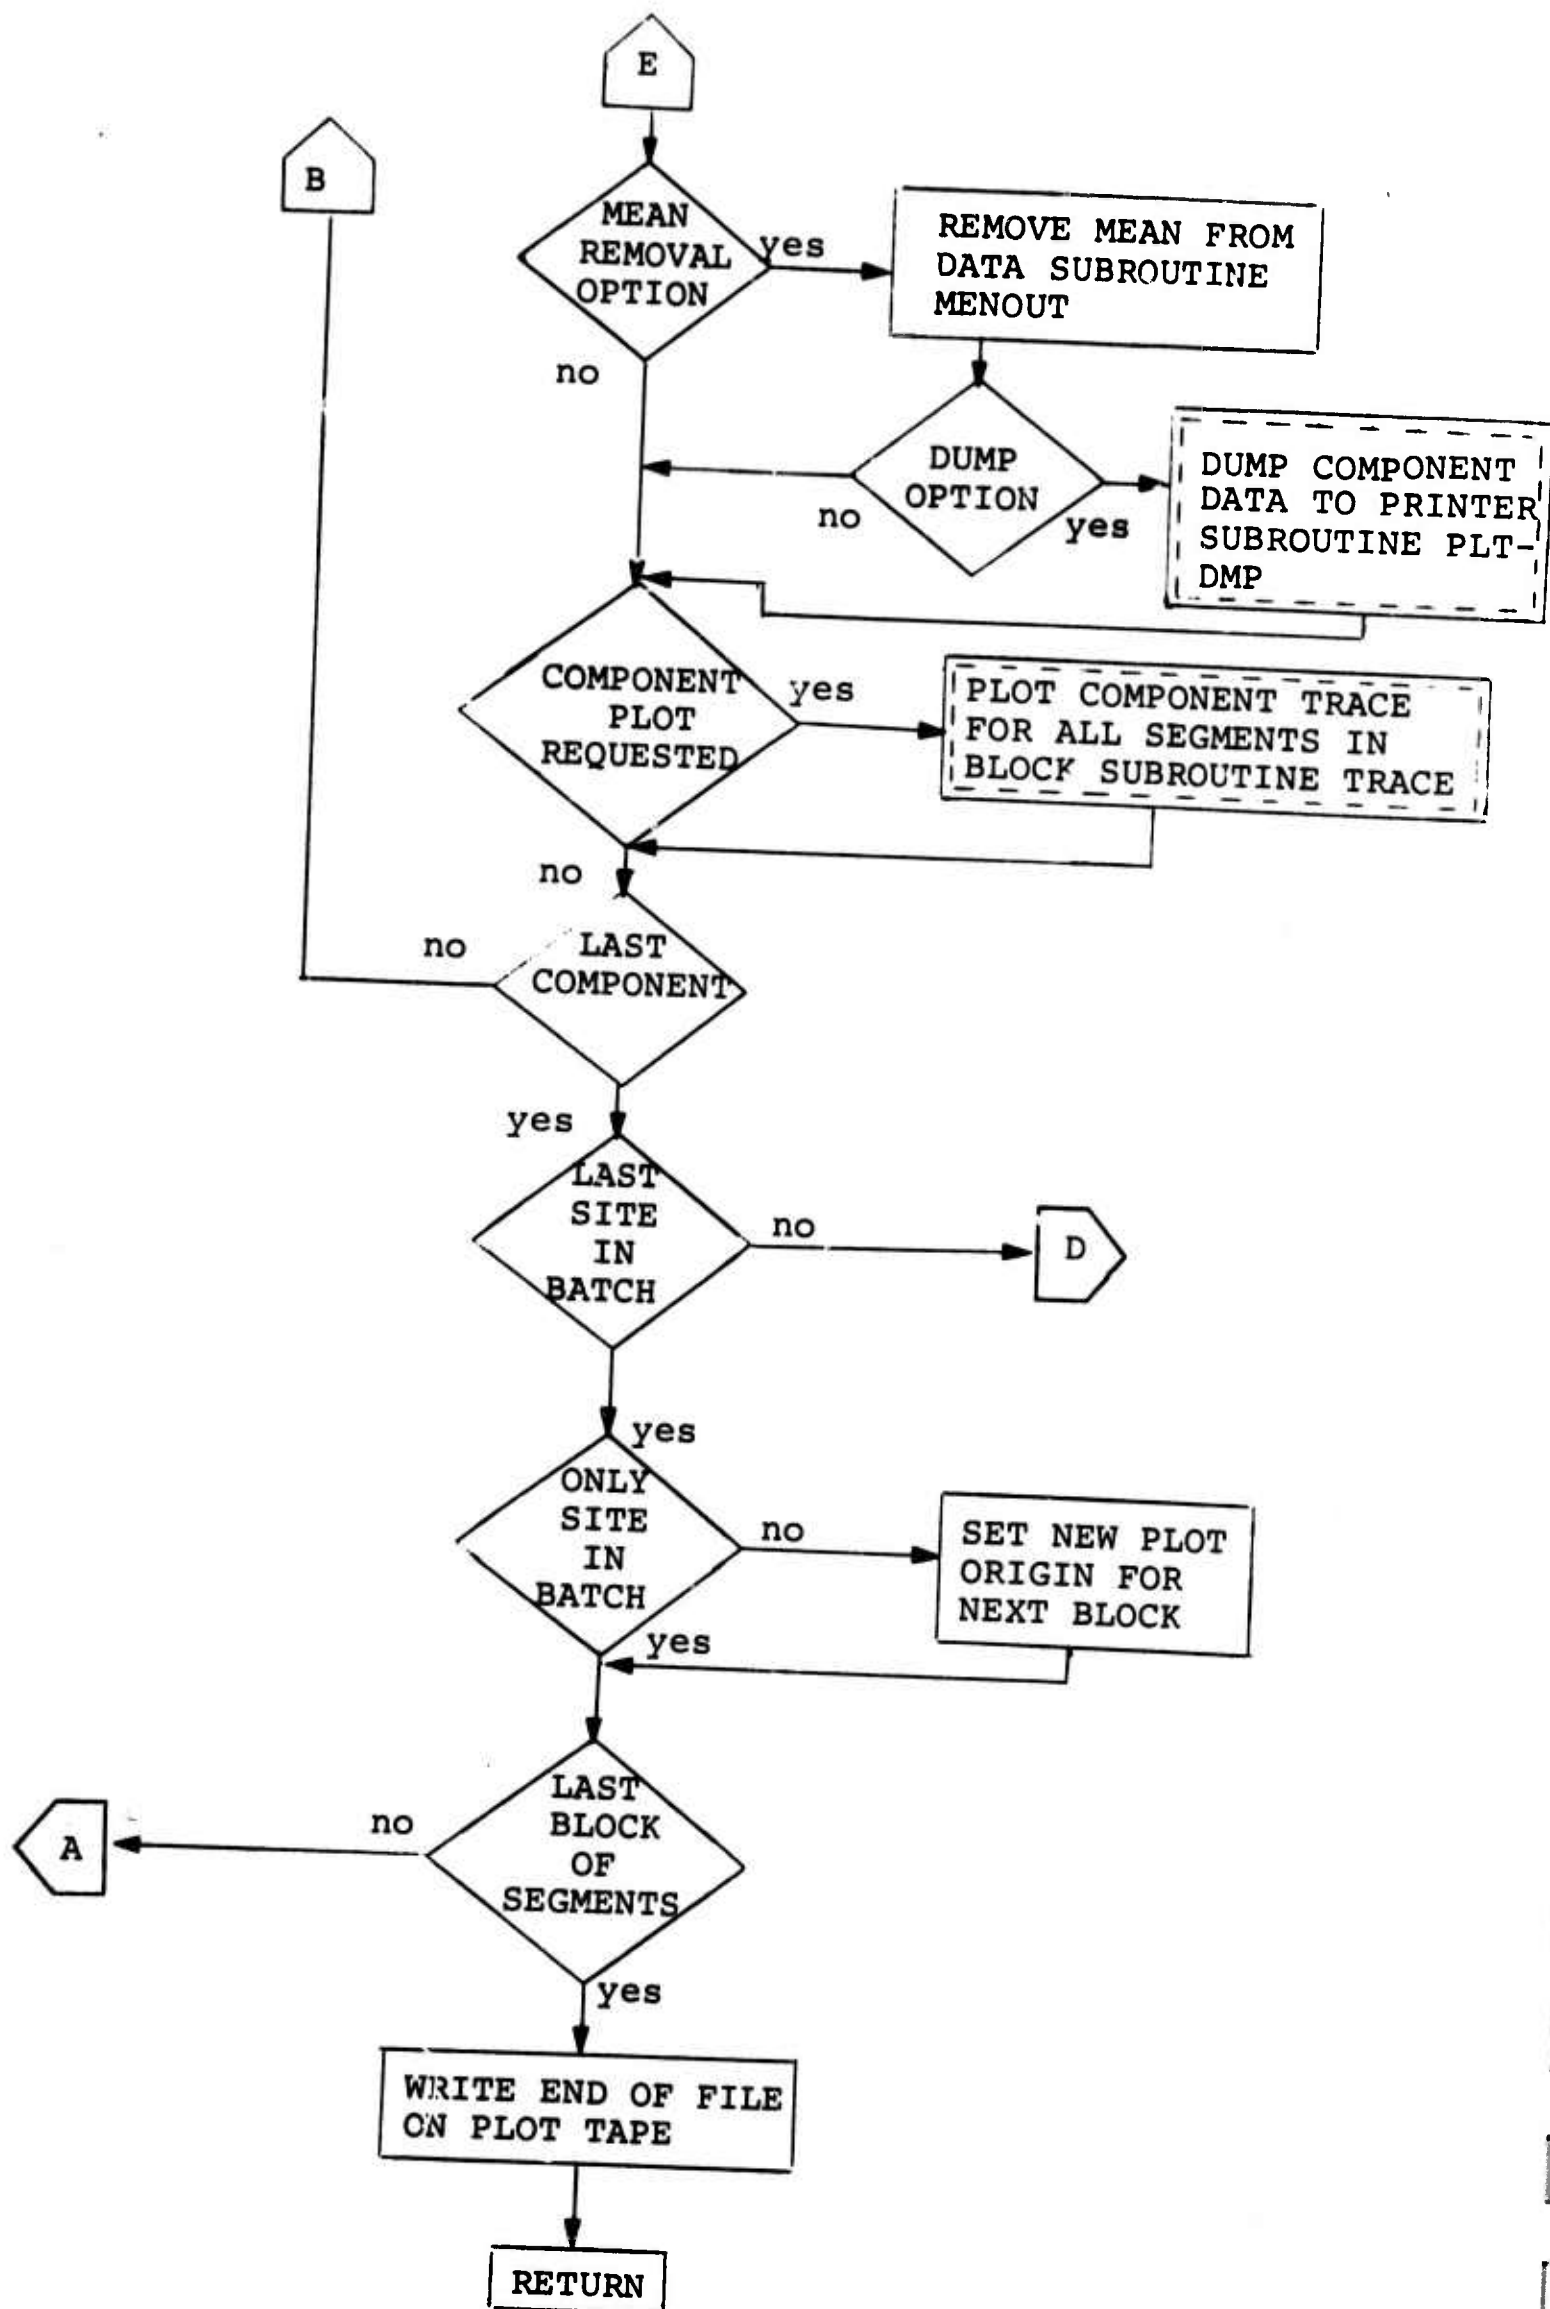 E
B
MEAN
REMOVAL
OPTION
yes
no
REMOVE MEAN FROM
DATA SUBROUTINE
MENOUT
DUMP
OPTION
no
yes
DUMP COMPONENT
DATA TO PRINTER
SUBROUTINE PLT-
DMP
COMPONENT
PLOT
REQUESTED
yes
no
PLOT COMPONENT TRACE
FOR ALL SEGMENTS IN
BLOCK SUBROUTINE TRACE
LAST
COMPONENT
no
yes
LAST
SITE
IN
BATCH
no
D
yes
ONLY
SITE
IN
BATCH
no
SET NEW PLOT
ORIGIN FOR
NEXT BLOCK
yes
LAST
BLOCK
OF
SEGMENTS
no
A
yes
WRITE END OF FILE
ON PLOT TAPE
RETURN